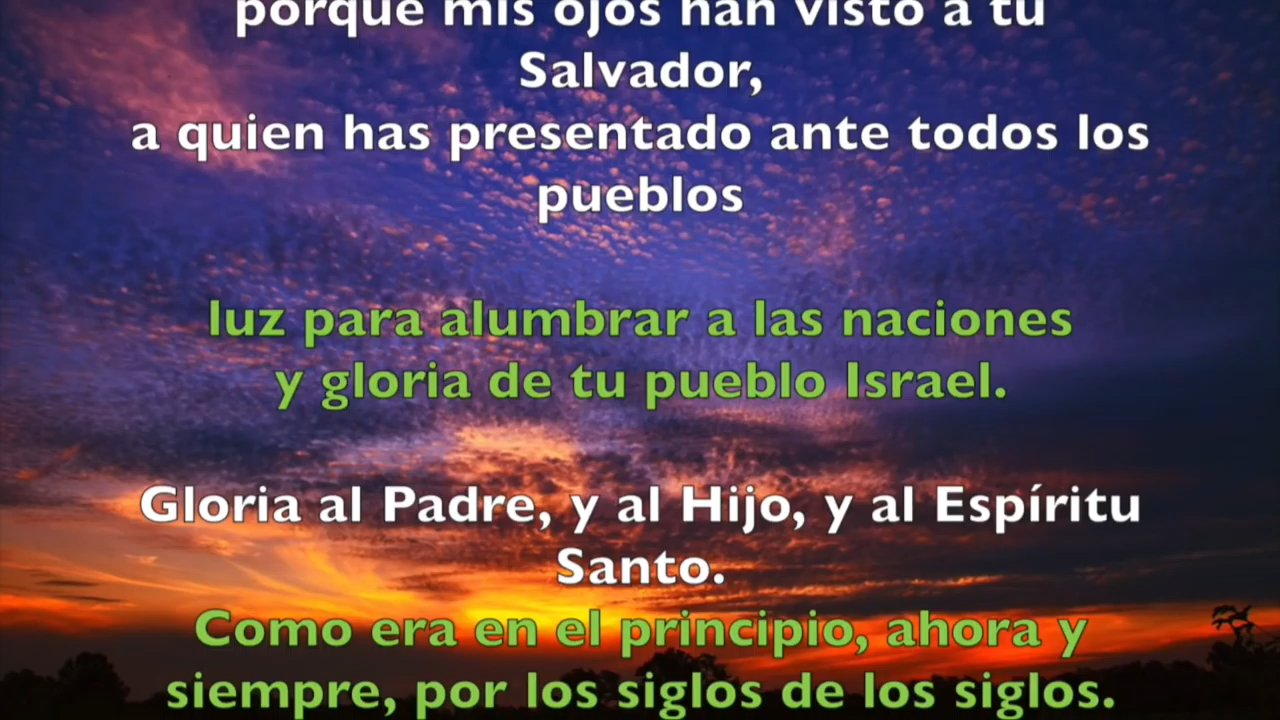 porque mis ojos han visto a tu
Salvador,
a quien has presentado ante todos los
pueblos
luz para alumbrar a las naciones
y gloria de tu pueblo Israel.
Gloria al Padre, y al Hijo, y al Espíritu
Santo.
Como era en el principio, ahora y
siempre, por los siglos de los siglos.